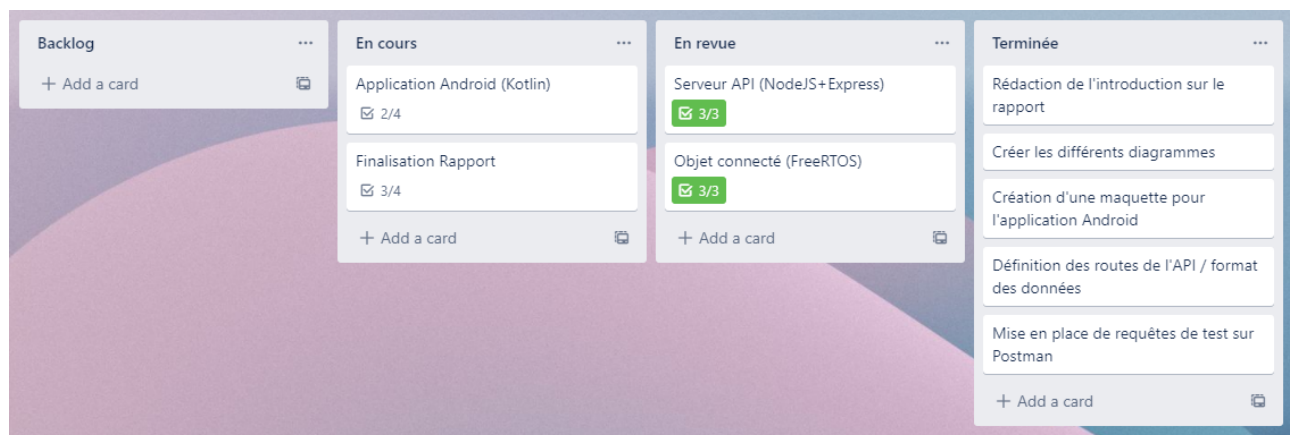 Backlog
Add a card
En cours
Application Android (Kotlin)
2/4
Finalisation Rapport
3/4
Add a card
En revue
Serveur API (NodeJS+Express)
3/3
Objet connecté (FreeRTOS)
3/3
Add a card
Terminée
Rédaction de l'introduction sur le
rapport
Créer les différents diagrammes
Création d'une maquette pour
l'application Android
Définition des routes de l'API / format
des données
Mise en place de requêtes de test sur
Postman
Add a card